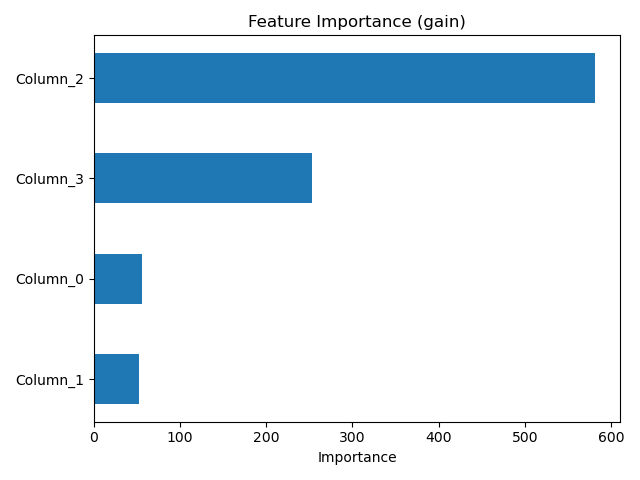 Feature Importance (gain)
Column_2
Column_3
Column_0
Column_1
0 100 200 300 400 500 600
Importance